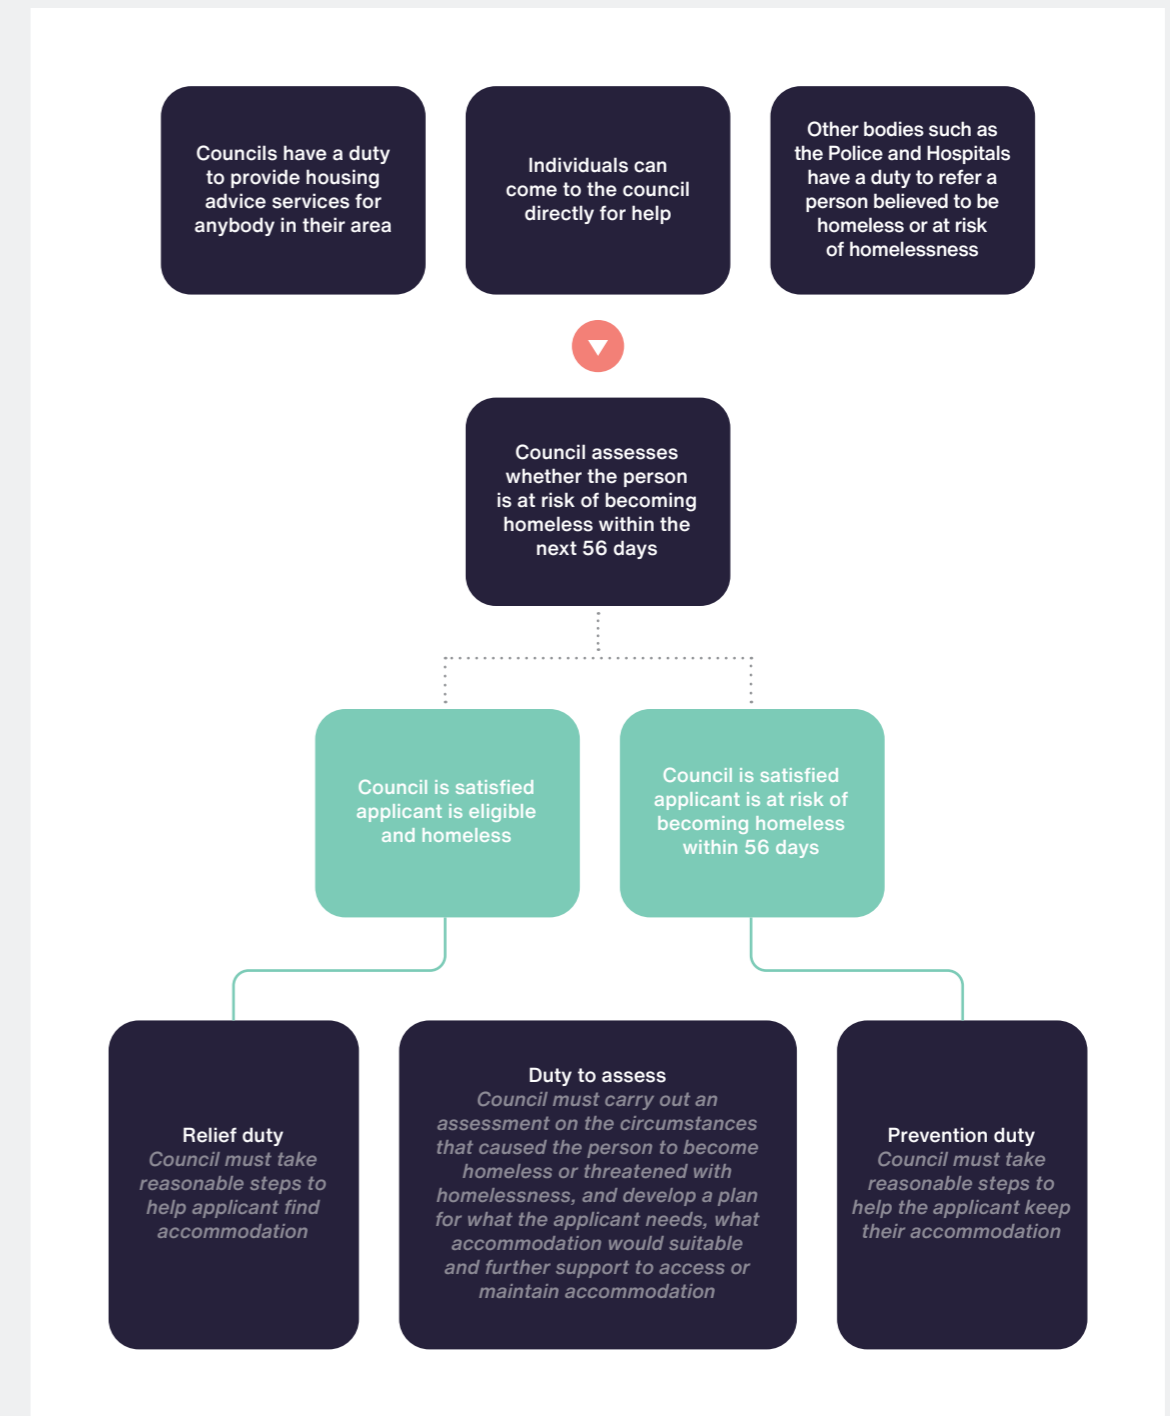 Councils have a duty
to provide housing
advice services for
anybody in their area
Individuals can
come to the council
directly for help
Other bodies such as
the Police and Hospitals
have a duty to refer a
person believed to be
homeless or at risk
of homelessness
Council assesses
whether the person
is at risk of becoming
homeless within the
next 56 days
Council is satisfied
applicant is eligible
and homeless
Council is satisfied
applicant is at risk of
becoming homeless
within 56 days
Relief duty
Council must take
reasonable steps to
help applicant find
accommodation
Duty to assess
Council must carry out an
assessment on the circumstances
that caused the person to become
homeless or threatened with
homelessness, and develop a plan
for what the applicant needs, what
accommodation would suitable
and further support to access or
maintain accommodation
Prevention duty
Council must take
reasonable steps to
help the applicant keep
their accommodation